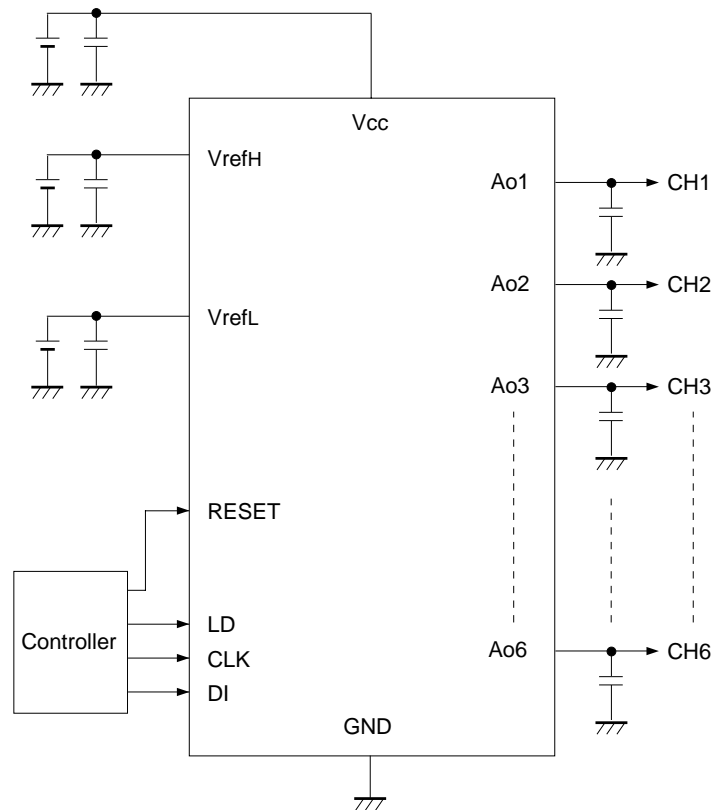 Vcc
VrefH
Ao1
CH1
Ao2
CH2
VrefL
Ao3
CH3
RESET
Controller
LD
CLK
DI
Ao6
CH6
GND